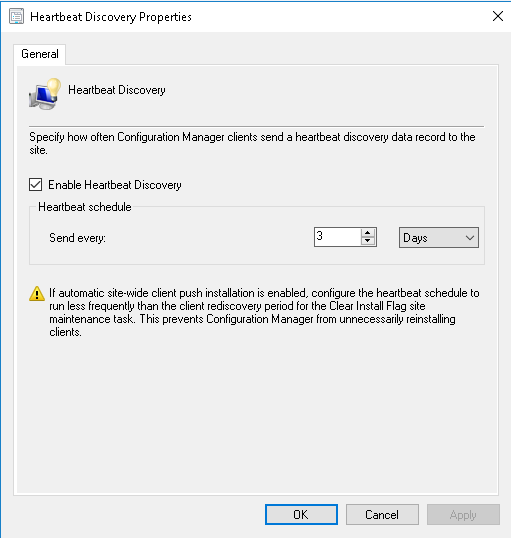 Heartbeat Discovery Properties
General
Heartbeat Discovery
Specify how often Configuration Manager clients send a heartbeat discovery data record to the
site.
Enable Heartbeat Discovery
Heartbeat schedule
Send every:
3
Days
If automatic site-wide client push installation is enabled, configure the heartbeat schedule to
run less frequently than the client rediscovery period for the Clear Install Flag site
maintenance task. This prevents Configuration Manager from unnecessarily reinstalling
clients.
OK
Cancel
Apply